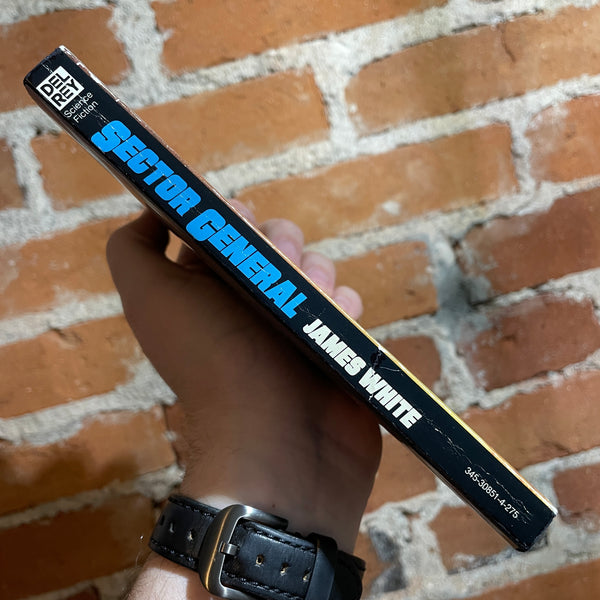 DEL
REY
Science
Fiction
SECTOR GENERAL
JAMES WHITE
345-30851-4-275